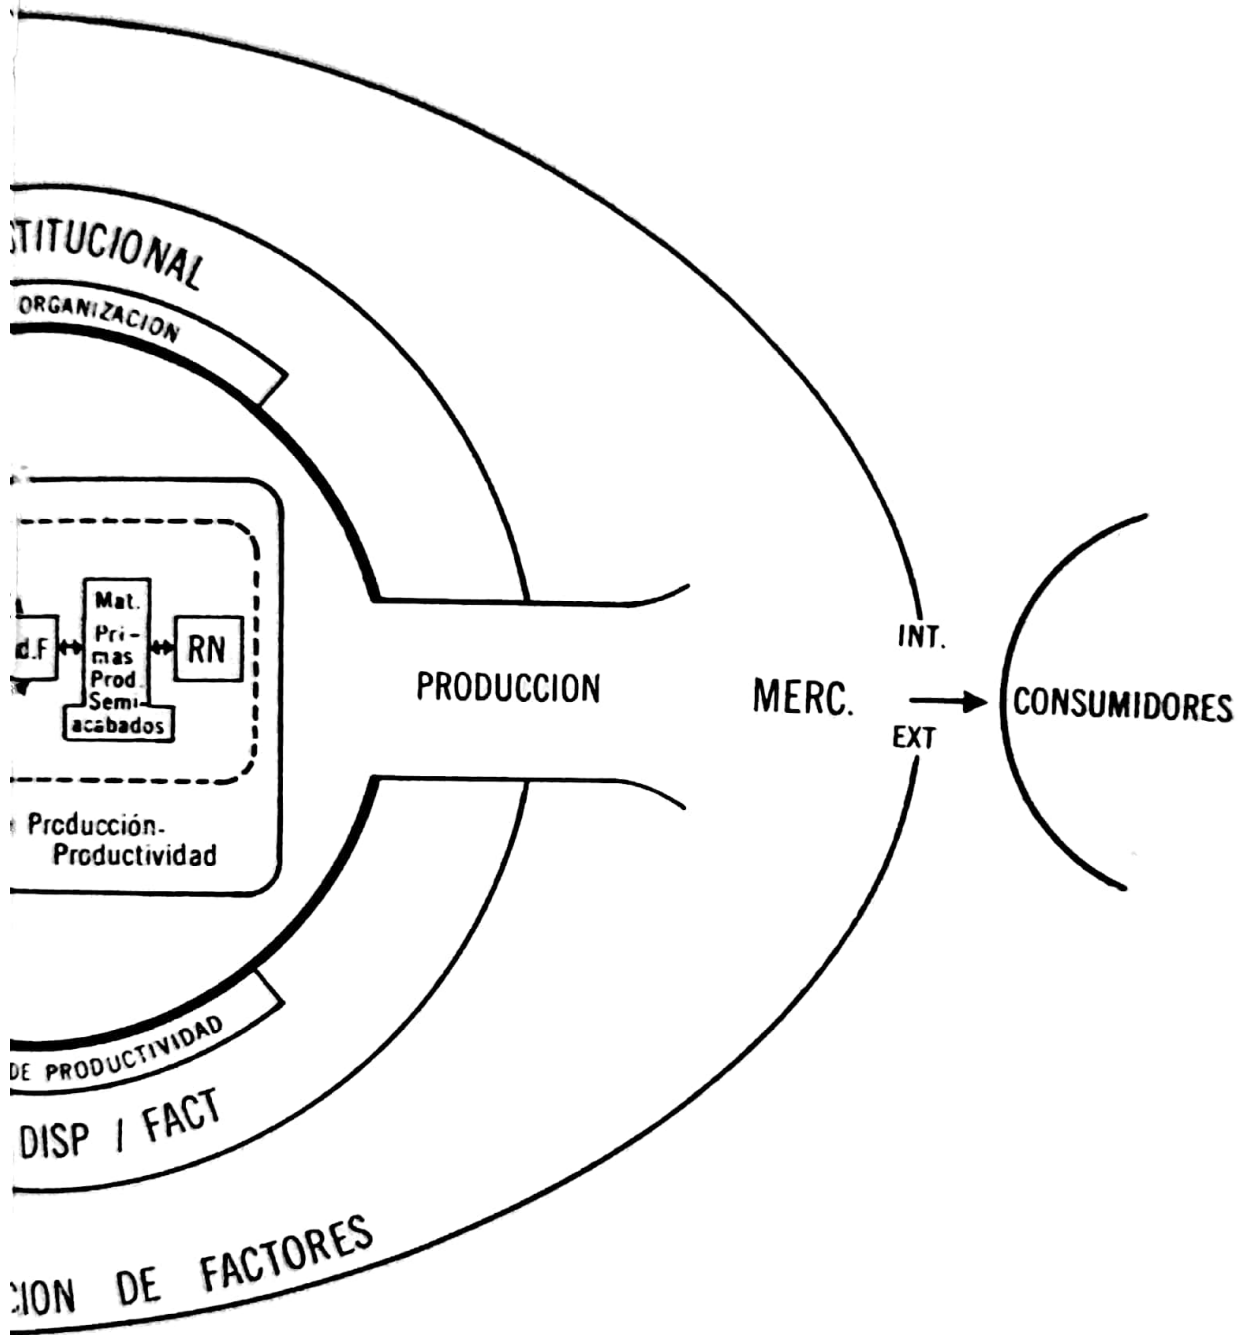 TITUCIONAL
ORGANIZACION
Mat.
Pri-
mas
Prod
Semi-
acabados
d.F
RN
Producción-
Productividad
PRODUCCION
MERC.
INT.
EXT
CONSUMIDORES
DE PRODUCTIVIDAD
DISP / FACT
CION DE FACTORES